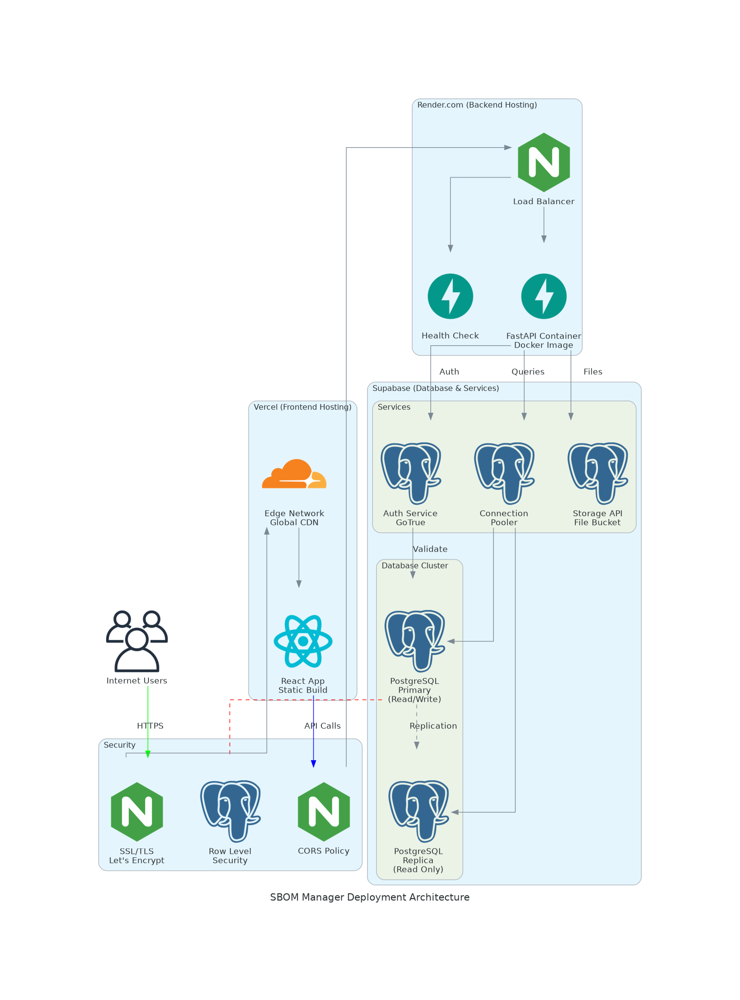 Render.com (Backend Hosting)
Load Balancer
Health Check
FastAPI Container
Docker Image
Auth
Queries
Files
Supabase (Database & Services)
Services
Auth Service
GoTrue
Connection
Pooler
Storage API
File Bucket
Vercel (Frontend Hosting)
Edge Network
Global CDN
React App
Static Build
Validate
Database Cluster
PostgreSQL
Primary
(Read/Write)
Replication
PostgreSQL
Replica
(Read Only)
Internet Users
HTTPS
API Calls
Security
SSL/TLS
Let's Encrypt
Row Level
Security
CORS Policy
SBOM Manager Deployment Architecture